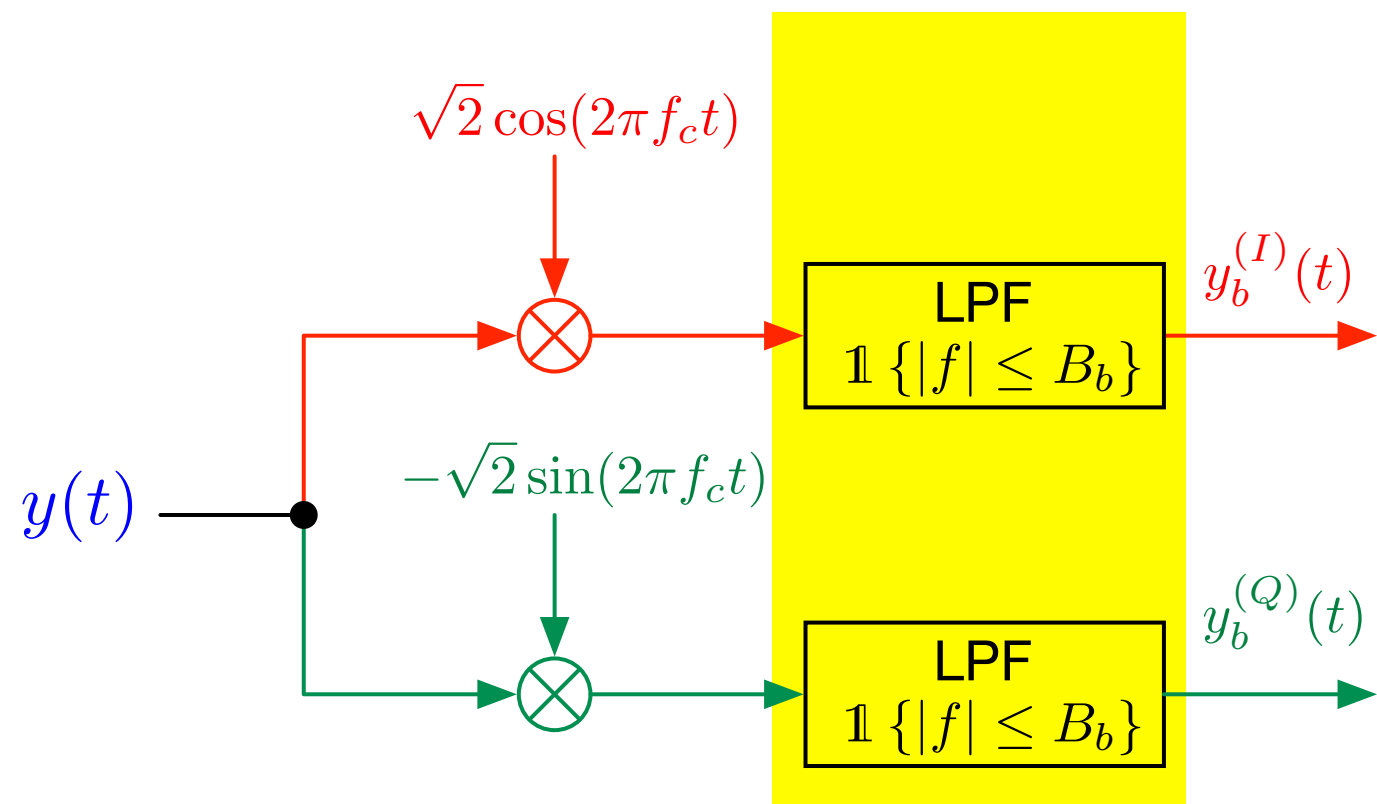 √2 cos(2πf_c t)
LPF
𝟙 {|f| ≤ B_b}
y_b^(I)(t)
−√2 sin(2πf_c t)
y(t)
LPF
𝟙 {|f| ≤ B_b}
y_b^(Q)(t)